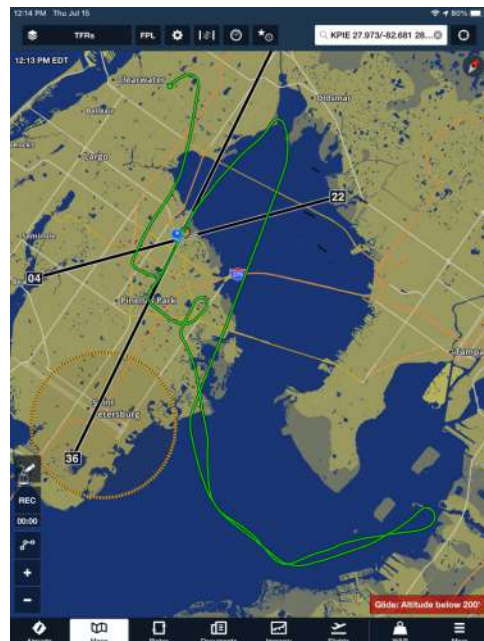 12:14 PM Thu Jul 15
80%
TFRs
FPL
KPIE 27.973/-82.681 28...
12:13 PM EDT
Clearwater
Oldsmar
Belleair
Largo
Seminole
22
04
Pinellas Park
Tampa
Saint
Petersburg
36
REC
00:00
Glide: Altitude below 200'
Airports
Maps
Plates
Documents
Imagery
Flights
W&B
More